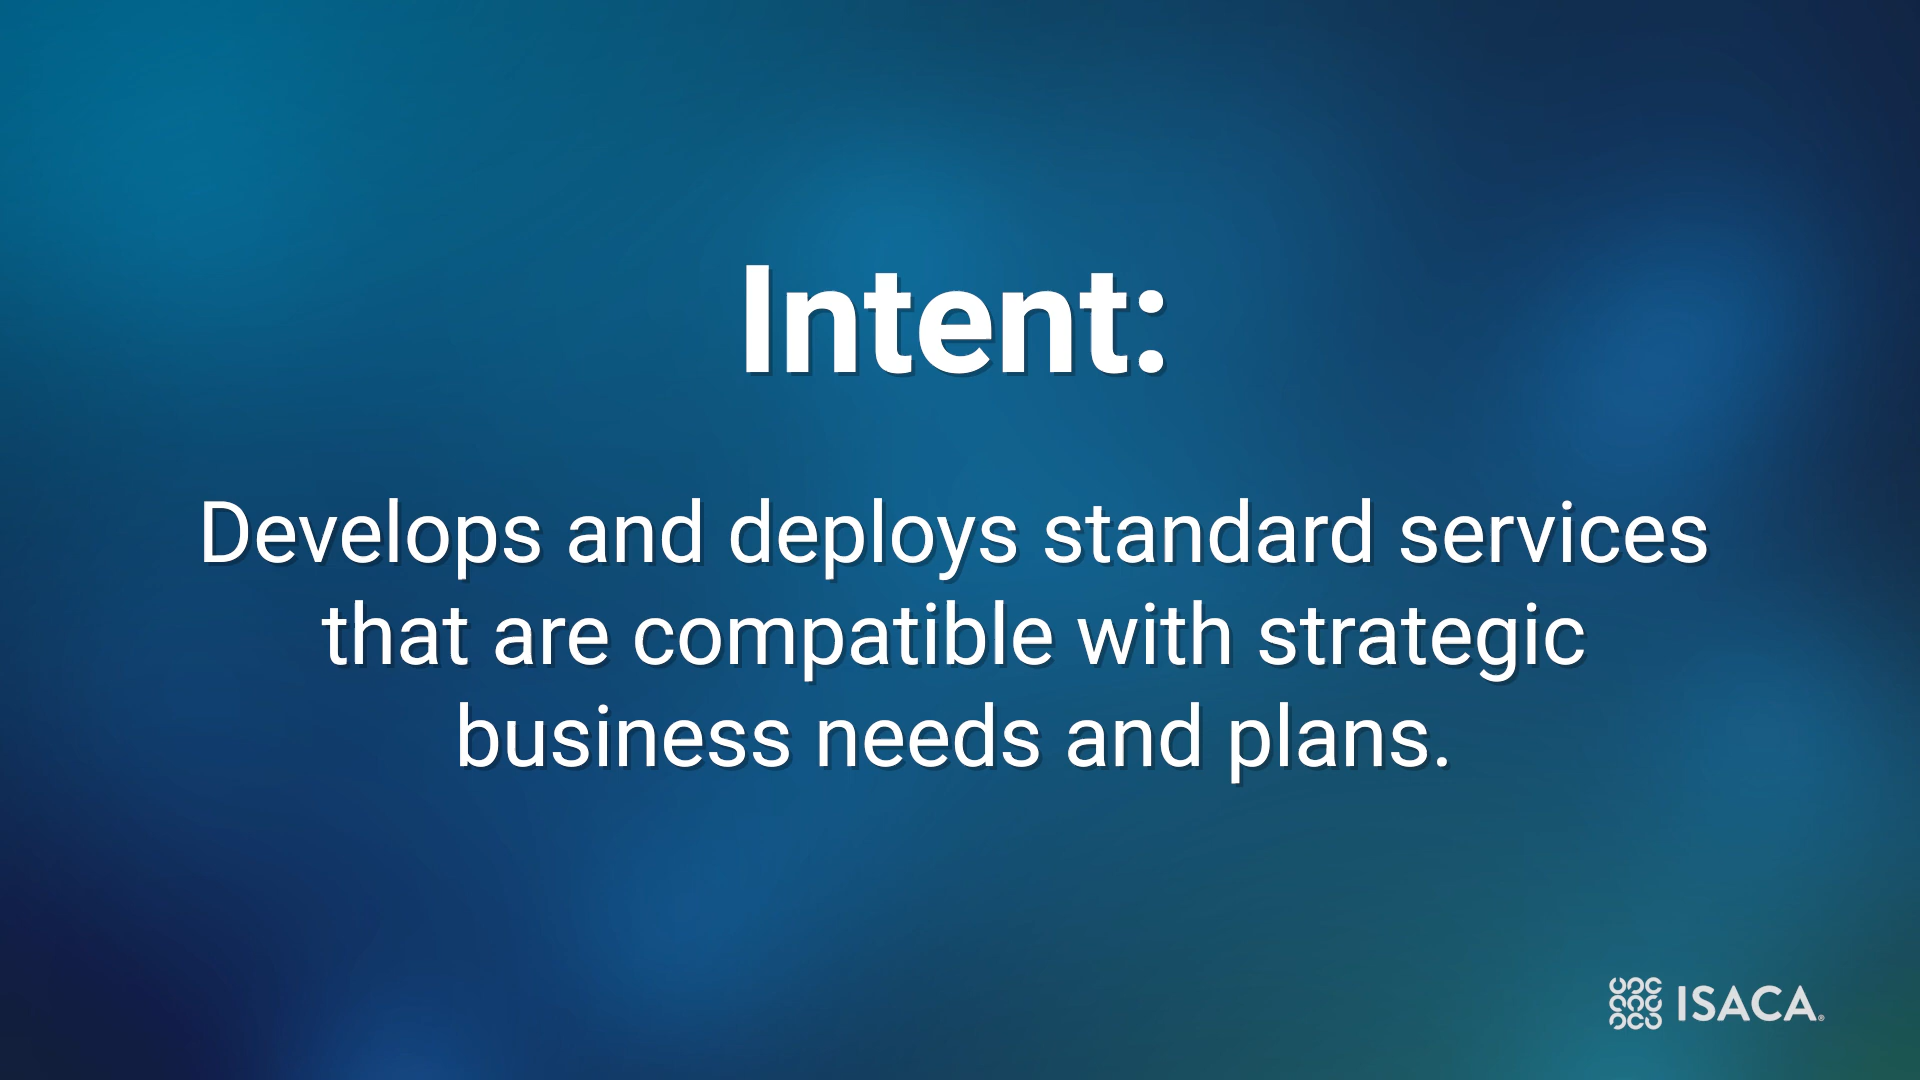 Intent:
Develops and deploys standard services
that are compatible with strategic
business needs and plans.
ISACA®